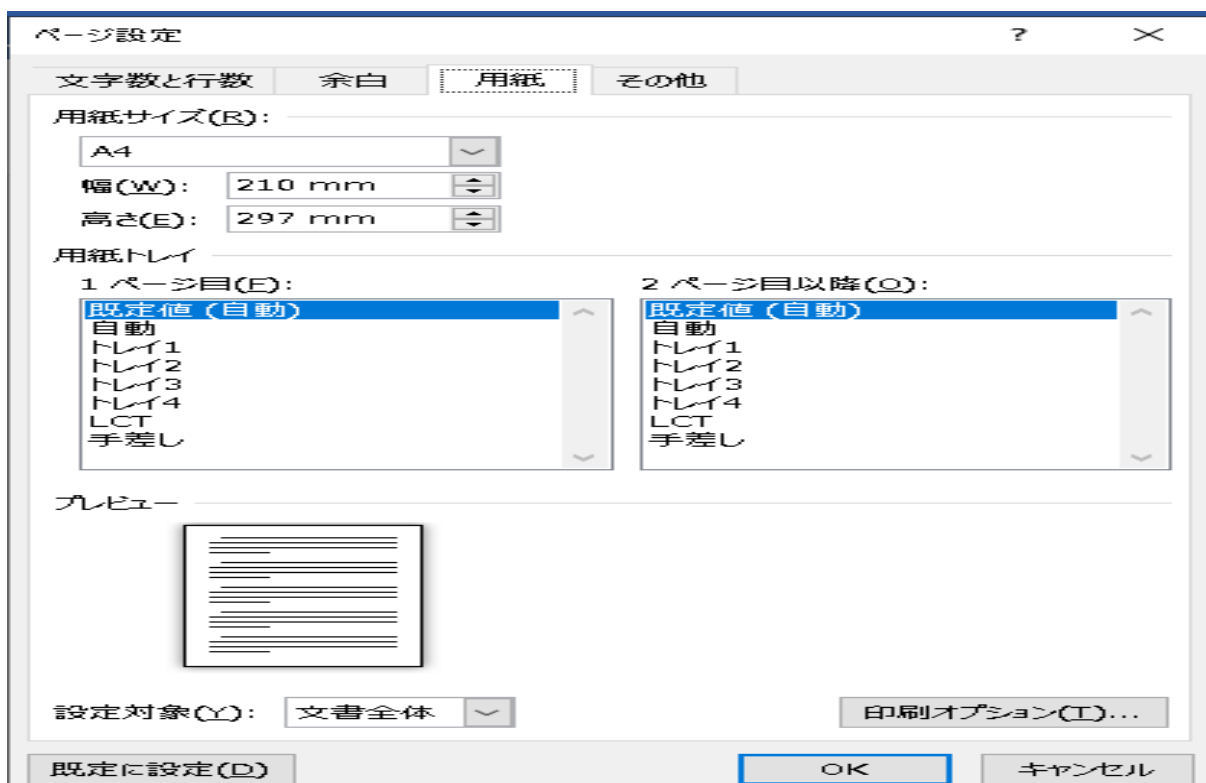 ページ設定 ? ×
文字数と行数 余白 用紙 その他
用紙サイズ(R):
A4
幅(W): 210 mm
高さ(E): 297 mm
用紙トレイ
1 ページ目(F):
既定値 (自動)
自動
トレイ1
トレイ2
トレイ3
トレイ4
LCT
手差し
2 ページ目以降(O):
既定値 (自動)
自動
トレイ1
トレイ2
トレイ3
トレイ4
LCT
手差し
プレビュー
設定対象(Y): 文書全体 印刷オプション(T)...
既定に設定(D) OK キャンセル